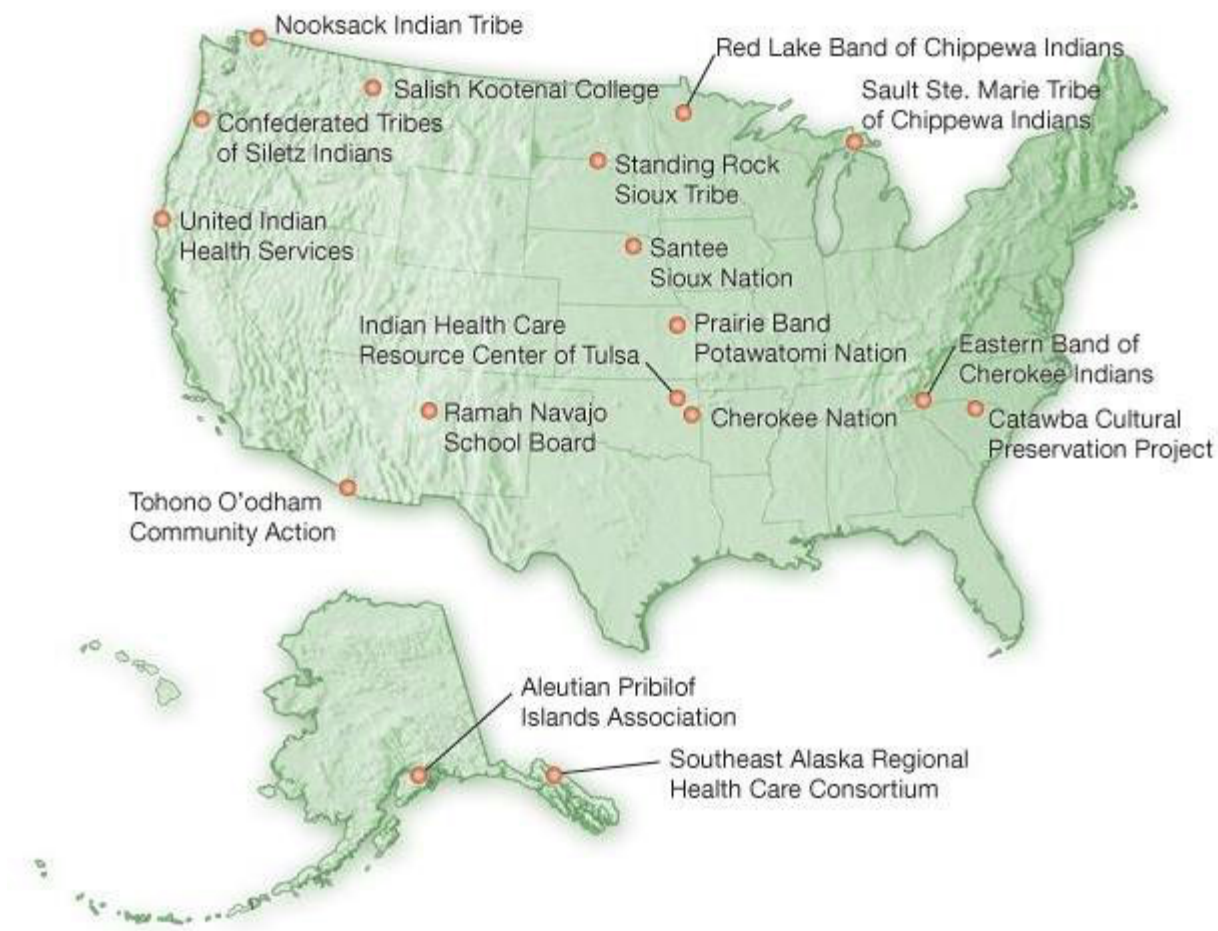 Nooksack Indian Tribe
Red Lake Band of Chippewa Indians
Salish Kootenai College
Sault Ste. Marie Tribe
of Chippewa Indians
Confederated Tribes
of Siletz Indians
Standing Rock
Sioux Tribe
United Indian
Health Services
Santee
Sioux Nation
Indian Health Care
Resource Center of Tulsa
Prairie Band
Potawatomi Nation
Eastern Band of
Cherokee Indians
Ramah Navajo
School Board
Cherokee Nation
Catawba Cultural
Preservation Project
Tohono O'odham
Community Action
Aleutian Pribilof
Islands Association
Southeast Alaska Regional
Health Care Consortium